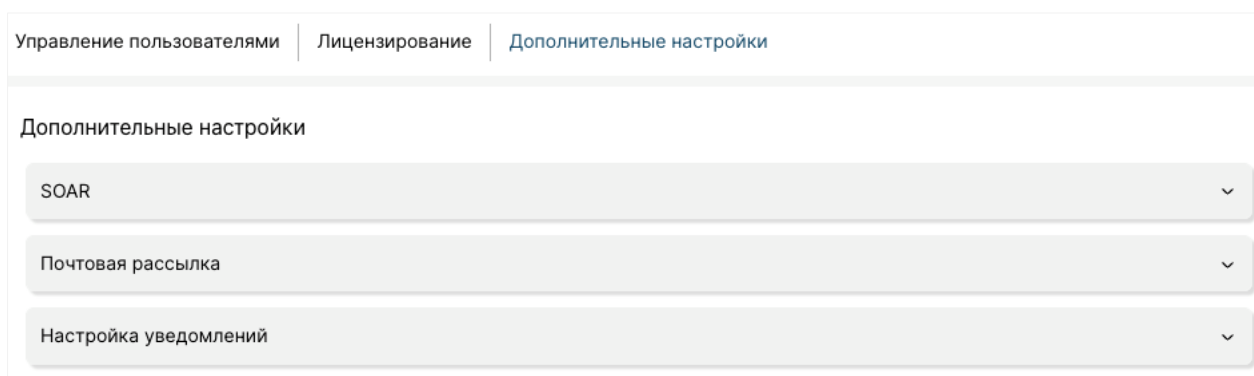 Управление пользователями Лицензирование Дополнительные настройки
Дополнительные настройки
SOAR
Почтовая рассылка
Настройка уведомлений